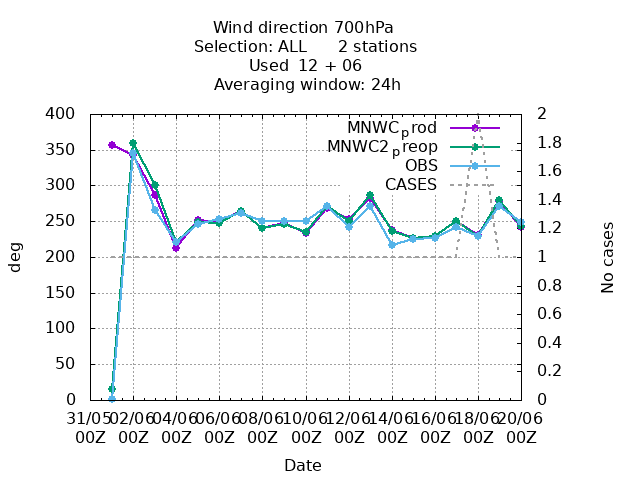 Wind direction 700hPa
Selection: ALL 2 stations
Used 12 + 06
Averaging window: 24h
MNWCprod
MNWC2preop
OBS
CASES
400
350
300
250
200
150
100
50
0
deg
2
1.8
1.6
1.4
1.2
1
0.8
0.6
0.4
0.2
0
No cases
31/05 02/06 04/06 06/06 08/06 10/06 12/06 14/06 16/06 18/06 20/06
00Z 00Z 00Z 00Z 00Z 00Z 00Z 00Z 00Z 00Z 00Z
Date